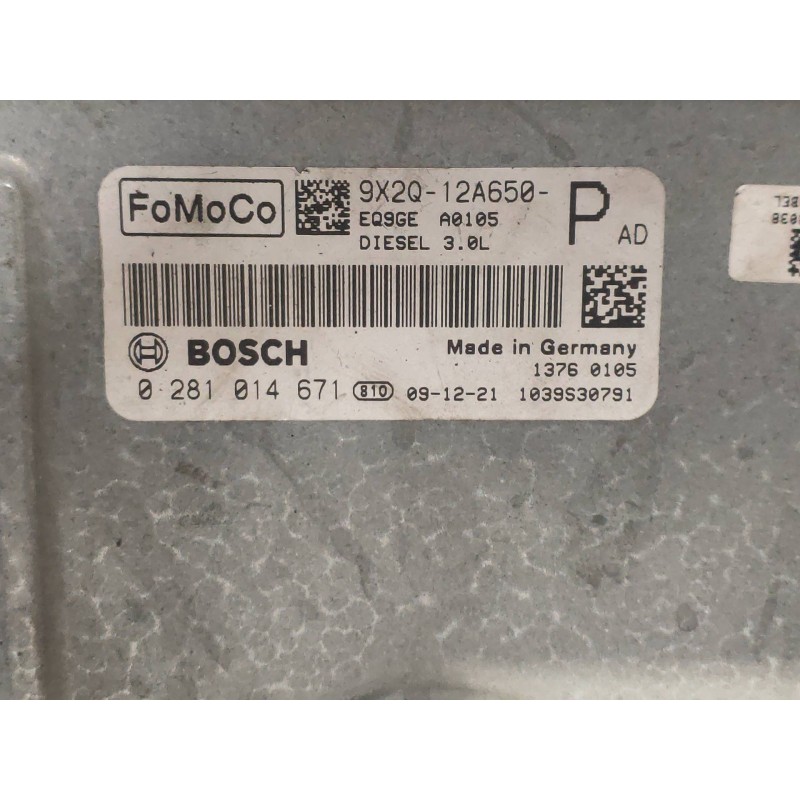 FoMoCo
9X2Q-12A650-
P
AD
EQ9GE A0105
DIESEL 3.0L
BOSCH
Made in Germany
1376 0105
0 281 014 671 810 09-12-21 1039S30791